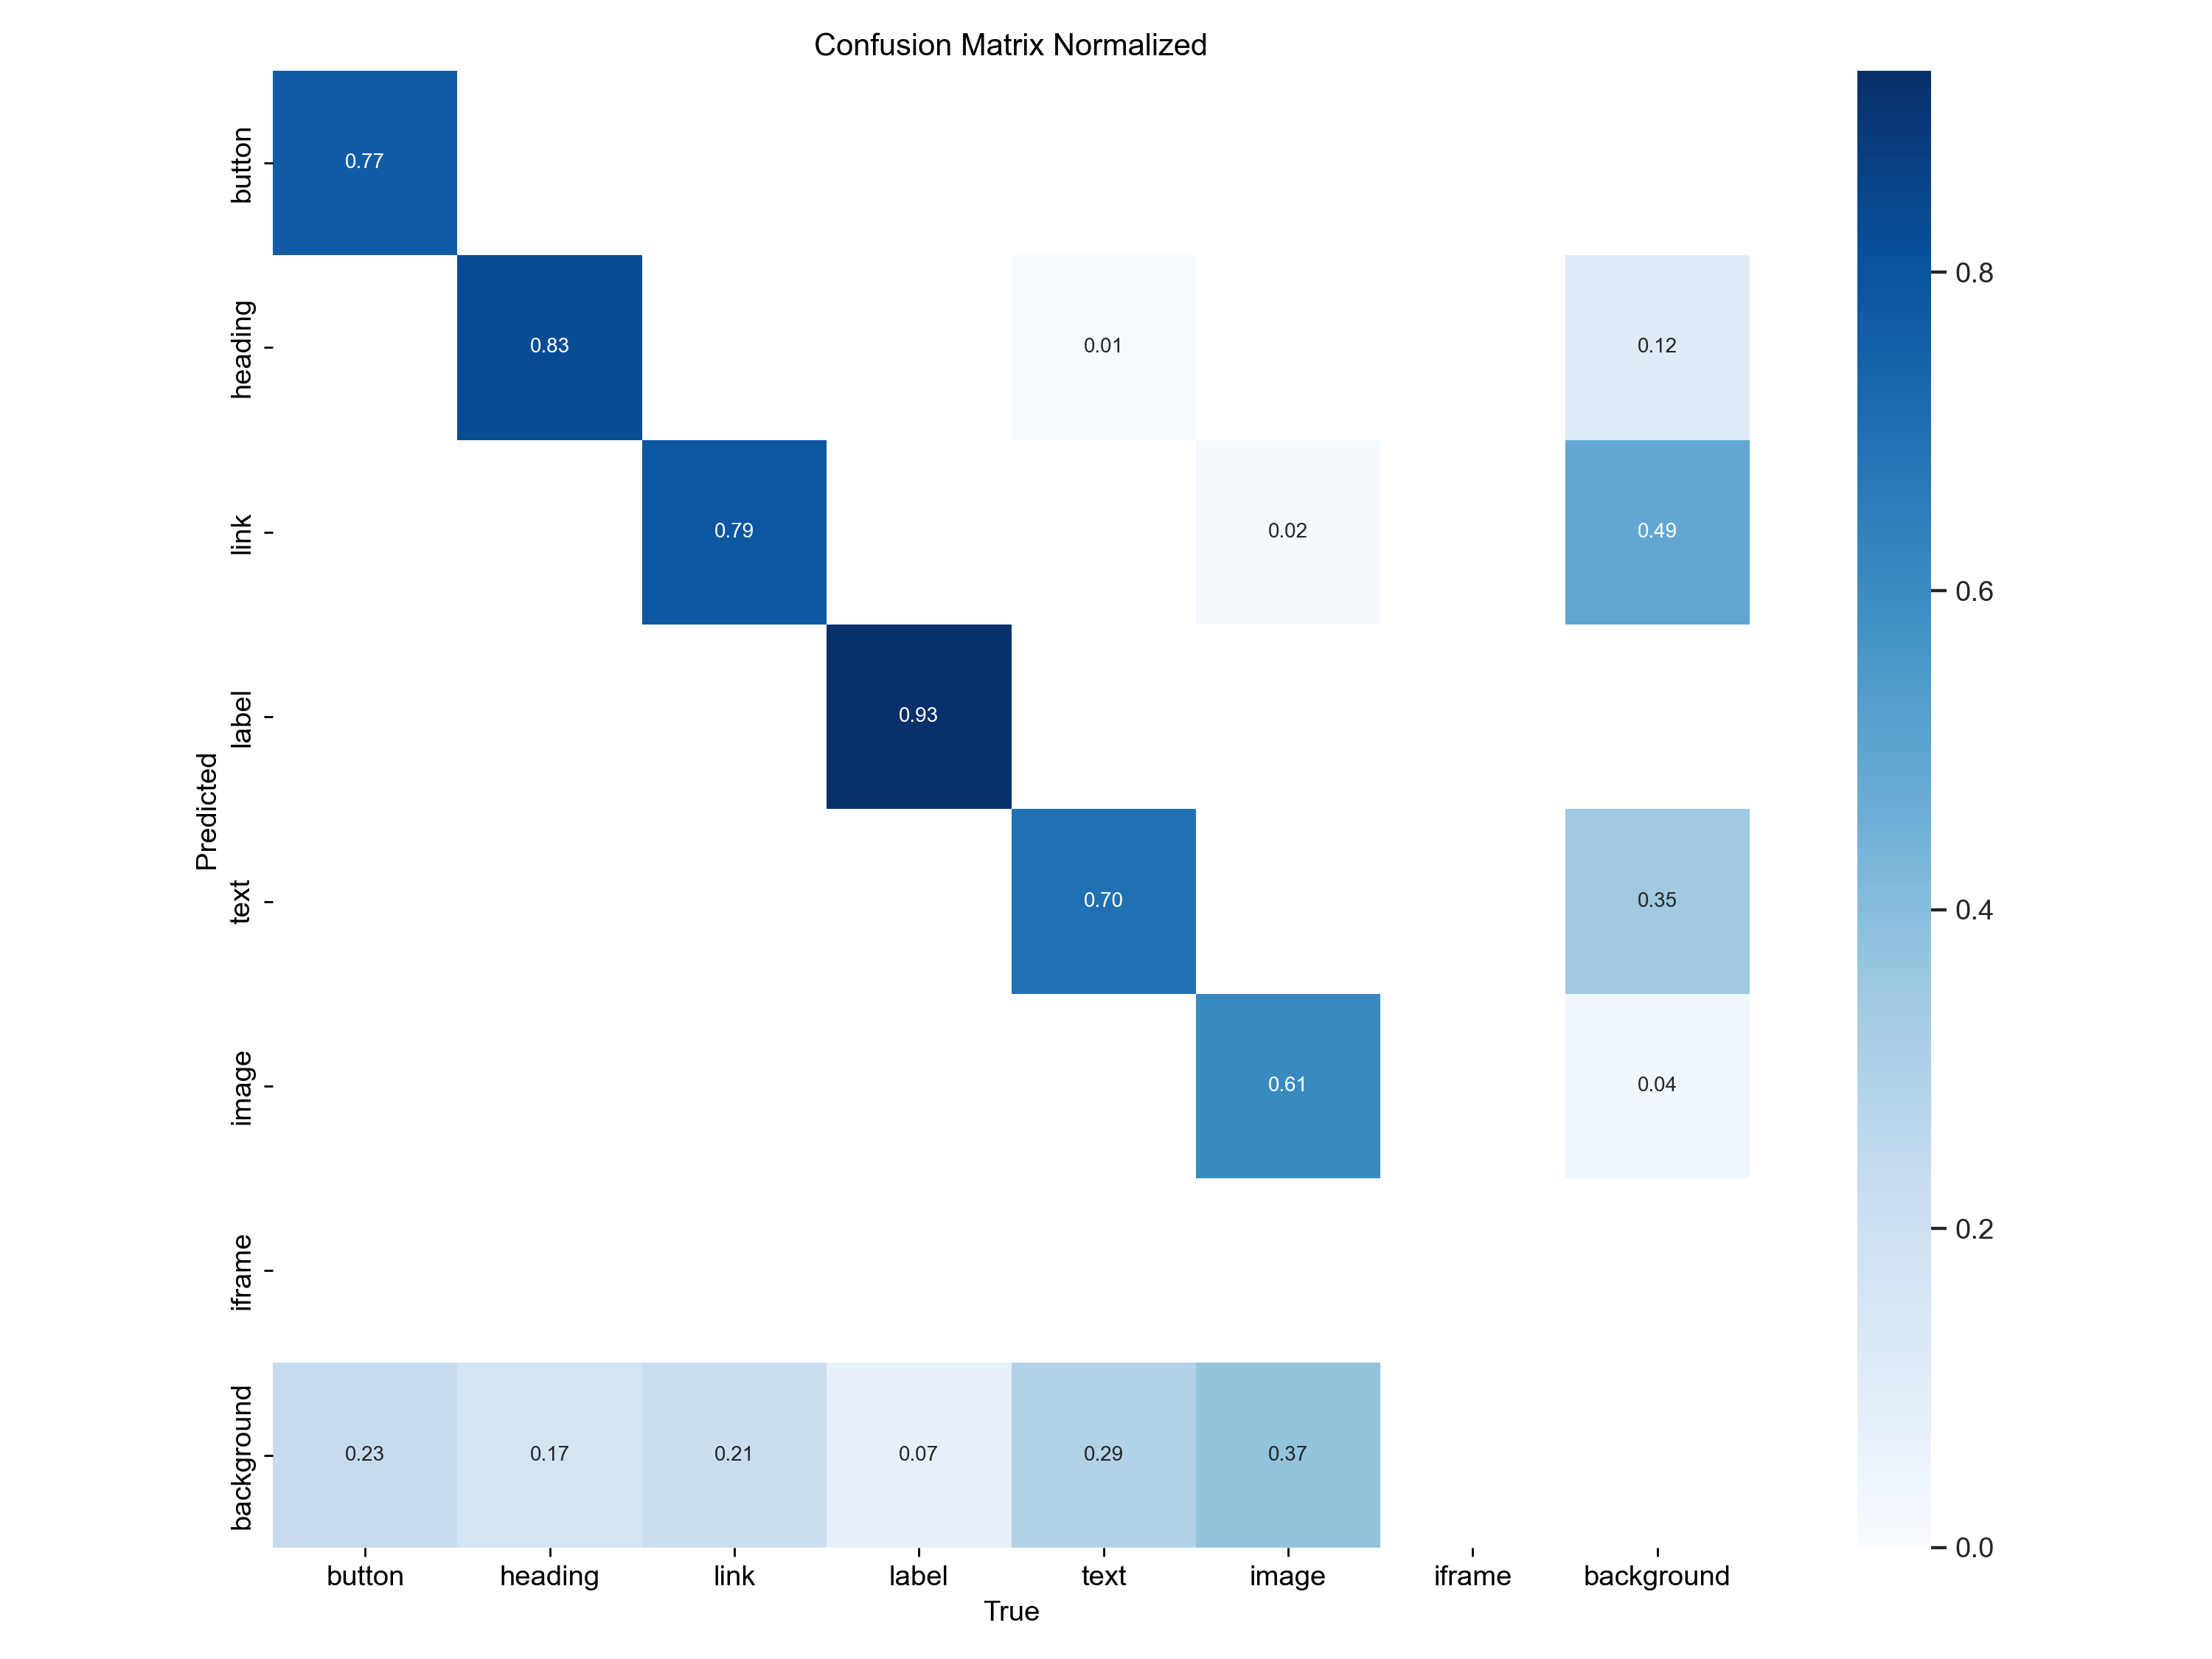 Confusion Matrix Normalized
button
0.77
heading
0.83
0.01
0.12
link
0.79
0.02
0.49
label
0.93
Predicted
text
0.70
0.35
image
0.61
0.04
iframe
background
0.23
0.17
0.21
0.07
0.29
0.37
button heading link label text image iframe background
True
0.8
0.6
0.4
0.2
0.0